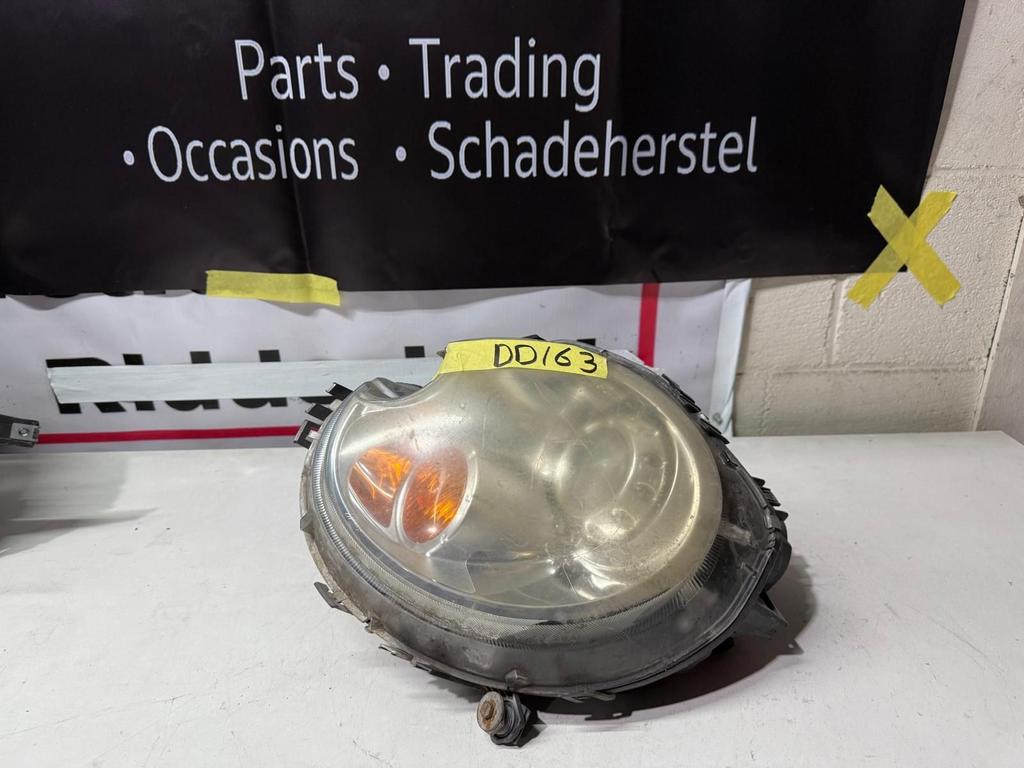 Parts · Trading
· Occasions · Schadeherstel
DD163